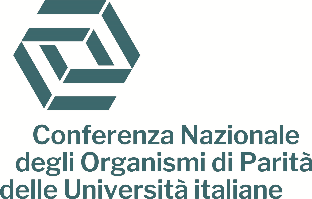 Conferenza Nazionale
degli Organismi di Parità
delle Università italiane